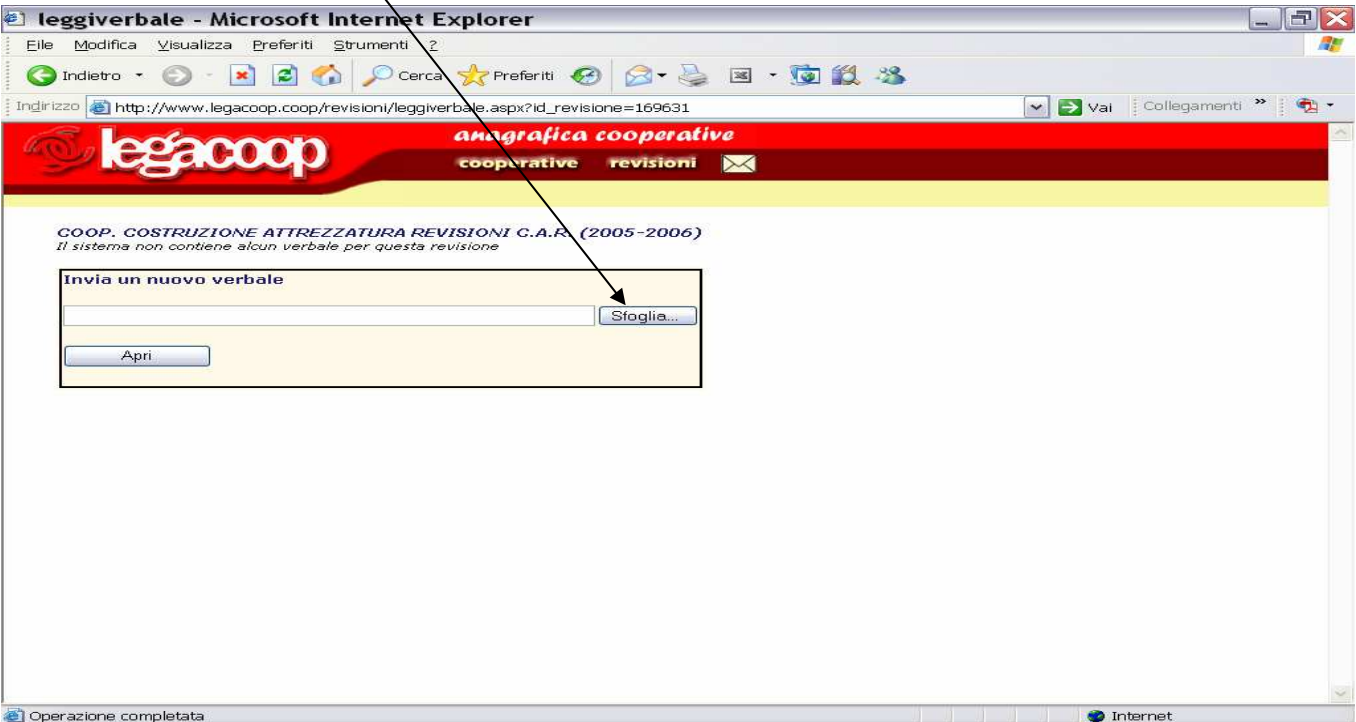 leggiverbale - Microsoft Internet Explorer
File Modifica Visualizza Preferiti Strumenti ?
Indietro Cerca Preferiti
Indirizzo http://www.legacoop.coop/revisioni/leggiverbale.aspx?id_revisione=169631 Vai Collegamenti »
legacoop anagrafica cooperative
cooperative revisioni
COOP. COSTRUZIONE ATTREZZATURA REVISIONI C.A.R. (2005-2006)
Il sistema non contiene alcun verbale per questa revisione
Invia un nuovo verbale
Sfoglia...
Apri
Operazione completata Internet